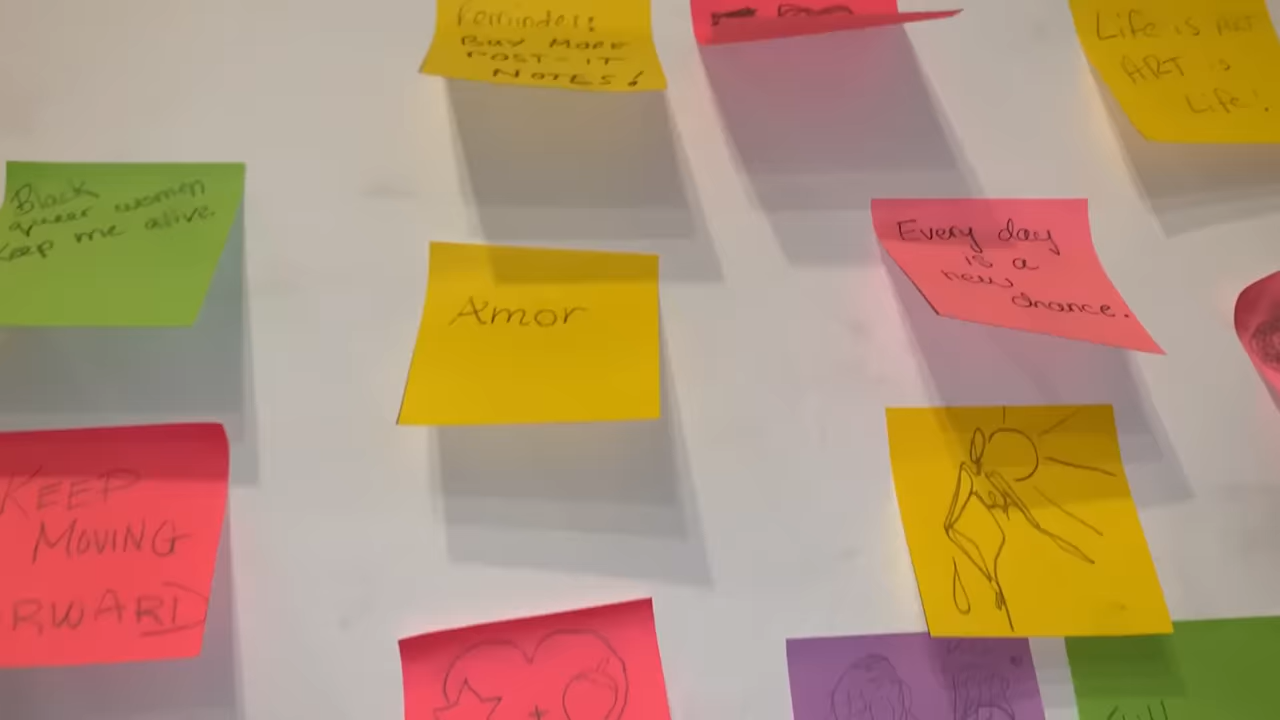 Reminder:
BUY MORE
POST-IT
NOTES!
Life is ART
ART is
Life!
Black
queer women
keep me alive.
Every day
is a
new
chance.
Amor
KEEP
MOVING
RWARD